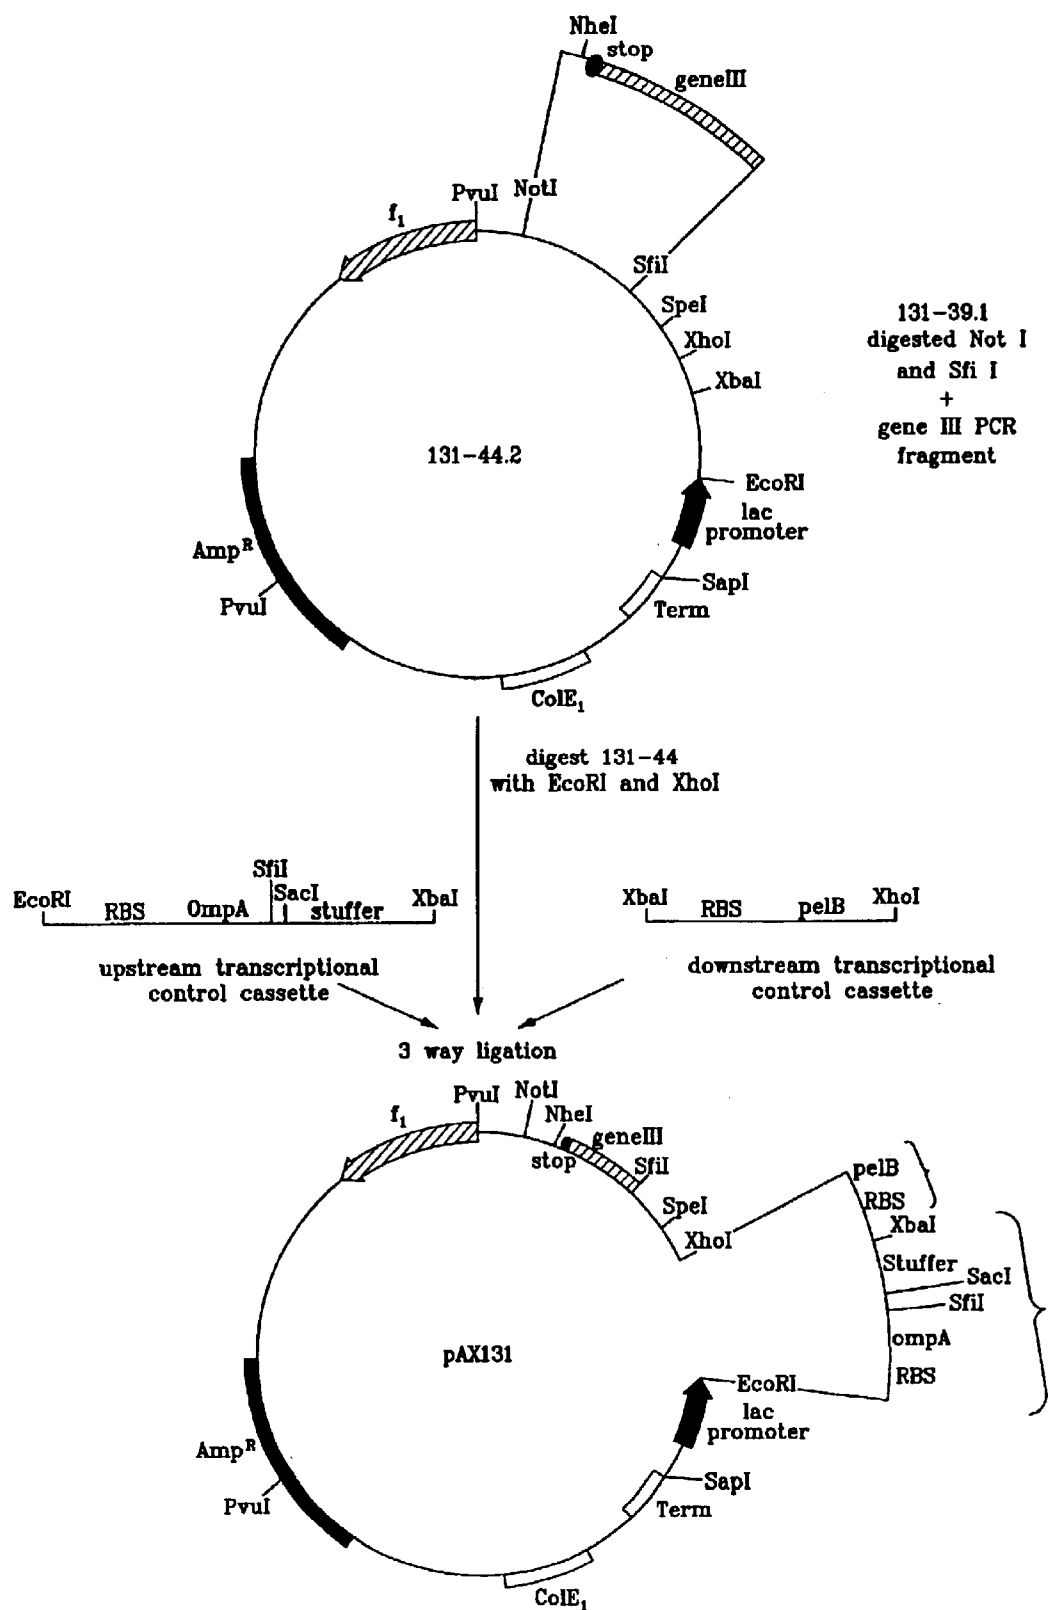 NheI
stop
geneIII
PvuI
NotI
f1
SfiI
SpeI
XhoI
XbaI
131-39.1
digested Not I
and Sfi I
+
gene III PCR
fragment
131-44.2
EcoRI
lac
promoter
AmpR
PvuI
SapI
Term
ColE1
digest 131-44
with EcoRI and XhoI
EcoRI
RBS
OmpA
SfiI
SacI
stuffer
XbaI
XbaI
RBS
pelB
XhoI
upstream transcriptional
control cassette
downstream transcriptional
control cassette
3 way ligation
PvuI
NotI
NheI
f1
geneIII
stop
SfiI
SpeI
XhoI
pelB
RBS
XbaI
Stuffer
SacI
SfiI
ompA
RBS
pAX131
EcoRI
lac
promoter
AmpR
PvuI
SapI
Term
ColE1